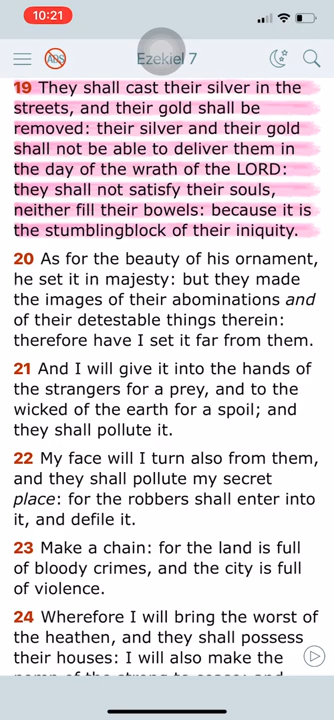 10:21
ADS
Ezekiel 7
19 They shall cast their silver in the
streets, and their gold shall be
removed: their silver and their gold
shall not be able to deliver them in
the day of the wrath of the LORD:
they shall not satisfy their souls,
neither fill their bowels: because it is
the stumblingblock of their iniquity.
20 As for the beauty of his ornament,
he set it in majesty: but they made
the images of their abominations and
of their detestable things therein:
therefore have I set it far from them.
21 And I will give it into the hands of
the strangers for a prey, and to the
wicked of the earth for a spoil; and
they shall pollute it.
22 My face will I turn also from them,
and they shall pollute my secret
place: for the robbers shall enter into
it, and defile it.
23 Make a chain: for the land is full
of bloody crimes, and the city is full
of violence.
24 Wherefore I will bring the worst of
the heathen, and they shall possess
their houses: I will also make the